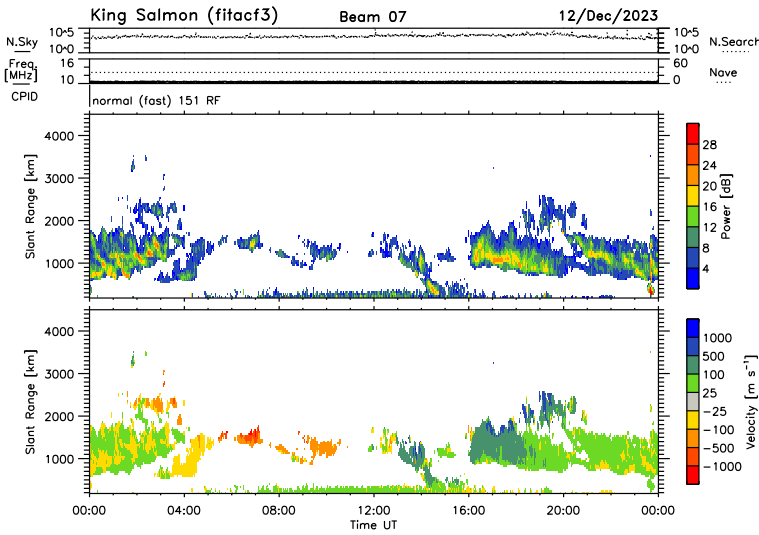 King Salmon (fitacf3) Beam 07 12/Dec/2023
N.Sky 10^5 10^0 10^5 10^0 N.Search
Freq. [MHz] 16 10 60 0 Nave
CPID normal (fast) 151 RF
Slant Range [km] 4000 3000 2000 1000
Power [dB] 28 24 20 16 12 8 4
Slant Range [km] 4000 3000 2000 1000
Velocity [m s^-1] 1000 500 100 25 -25 -100 -500 -1000
00:00 04:00 08:00 12:00 16:00 20:00 00:00
Time UT